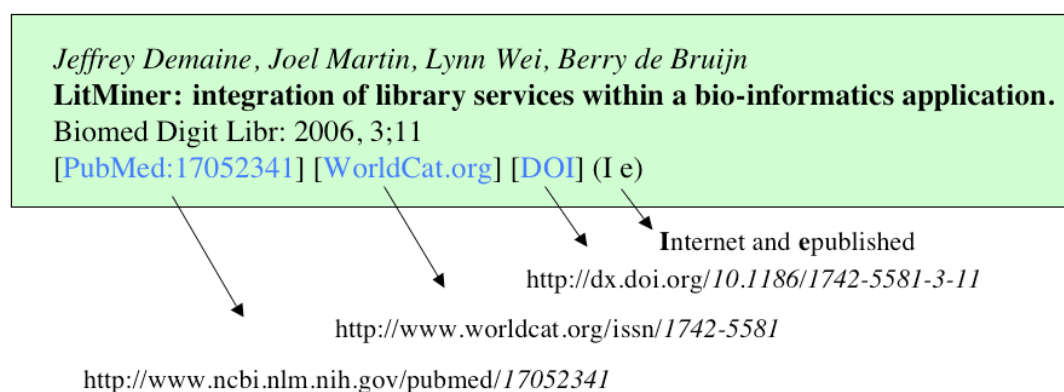 Jeffrey Demaine, Joel Martin, Lynn Wei, Berry de Bruijn
LitMiner: integration of library services within a bio-informatics application.
Biomed Digit Libr: 2006, 3;11
[PubMed:17052341] [WorldCat.org] [DOI] (I e)
Internet and epublished
http://dx.doi.org/10.1186/1742-5581-3-11
http://www.worldcat.org/issn/1742-5581
http://www.ncbi.nlm.nih.gov/pubmed/17052341